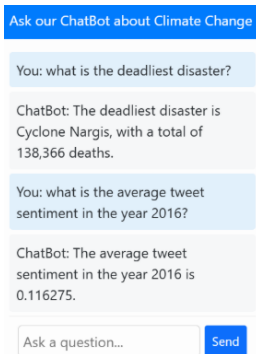 Ask our ChatBot about Climate Change
You: what is the deadliest disaster?
ChatBot: The deadliest disaster is
Cyclone Nargis, with a total of
138,366 deaths.
You: what is the average tweet
sentiment in the year 2016?
ChatBot: The average tweet
sentiment in the year 2016 is
0.116275.
Ask a question... Send